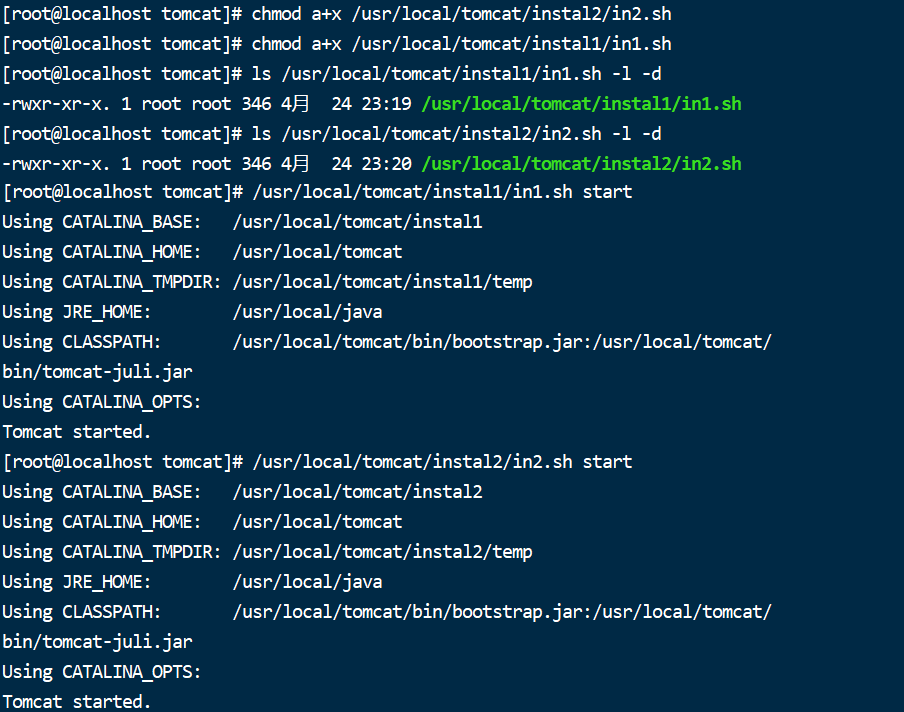 [root@localhost tomcat]# chmod a+x /usr/local/tomcat/instal2/in2.sh
[root@localhost tomcat]# chmod a+x /usr/local/tomcat/instal1/in1.sh
[root@localhost tomcat]# ls /usr/local/tomcat/instal1/in1.sh -l -d
-rwxr-xr-x. 1 root root 346 4月  24 23:19 /usr/local/tomcat/instal1/in1.sh
[root@localhost tomcat]# ls /usr/local/tomcat/instal2/in2.sh -l -d
-rwxr-xr-x. 1 root root 346 4月  24 23:20 /usr/local/tomcat/instal2/in2.sh
[root@localhost tomcat]# /usr/local/tomcat/instal1/in1.sh start
Using CATALINA_BASE:   /usr/local/tomcat/instal1
Using CATALINA_HOME:   /usr/local/tomcat
Using CATALINA_TMPDIR: /usr/local/tomcat/instal1/temp
Using JRE_HOME:        /usr/local/java
Using CLASSPATH:       /usr/local/tomcat/bin/bootstrap.jar:/usr/local/tomcat/
bin/tomcat-juli.jar
Using CATALINA_OPTS:
Tomcat started.
[root@localhost tomcat]# /usr/local/tomcat/instal2/in2.sh start
Using CATALINA_BASE:   /usr/local/tomcat/instal2
Using CATALINA_HOME:   /usr/local/tomcat
Using CATALINA_TMPDIR: /usr/local/tomcat/instal2/temp
Using JRE_HOME:        /usr/local/java
Using CLASSPATH:       /usr/local/tomcat/bin/bootstrap.jar:/usr/local/tomcat/
bin/tomcat-juli.jar
Using CATALINA_OPTS:
Tomcat started.